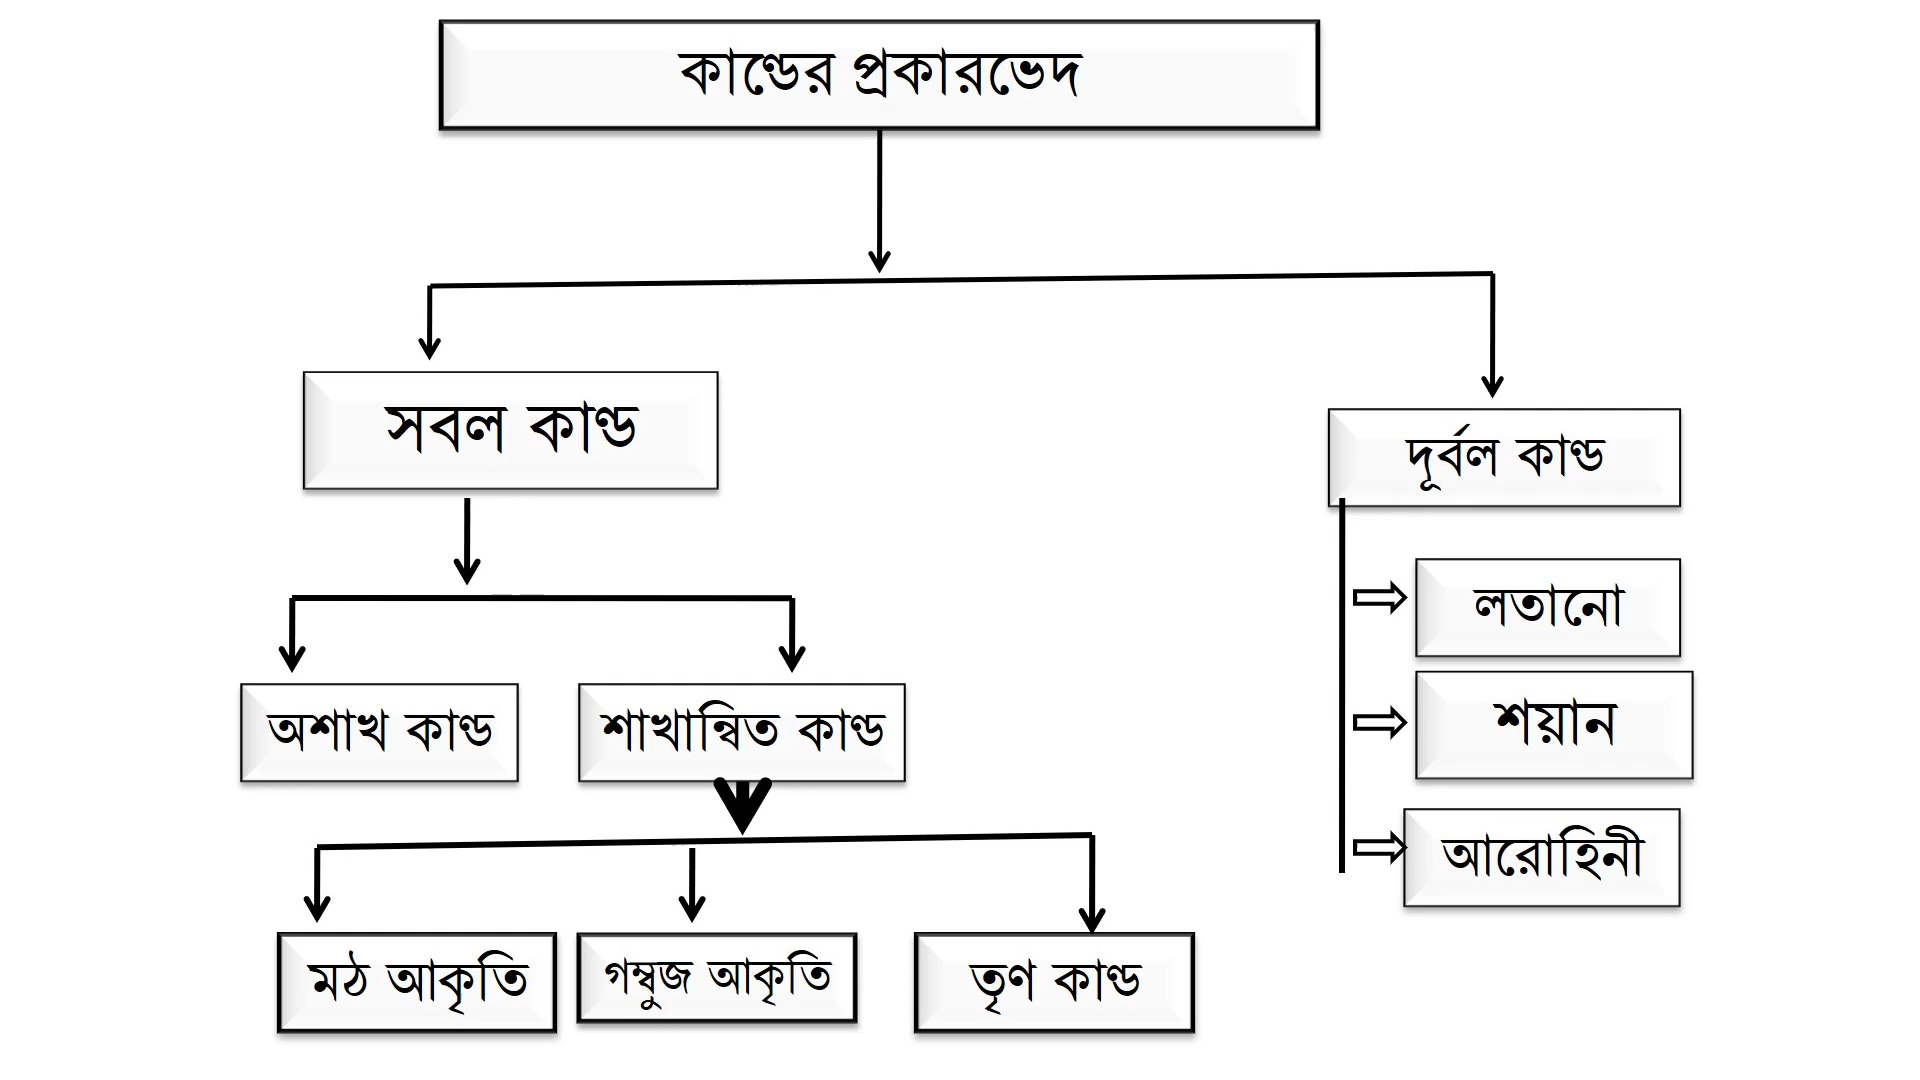 কান্ডের প্রকারভেদ
সবল কান্ড
দূর্বল কান্ড
লতানো
অশাখ কান্ড
শাখান্বিত কান্ড
শয়ান
আরোহিনী
মঠ আকৃতি
গম্বুজ আকৃতি
তৃণ কান্ড